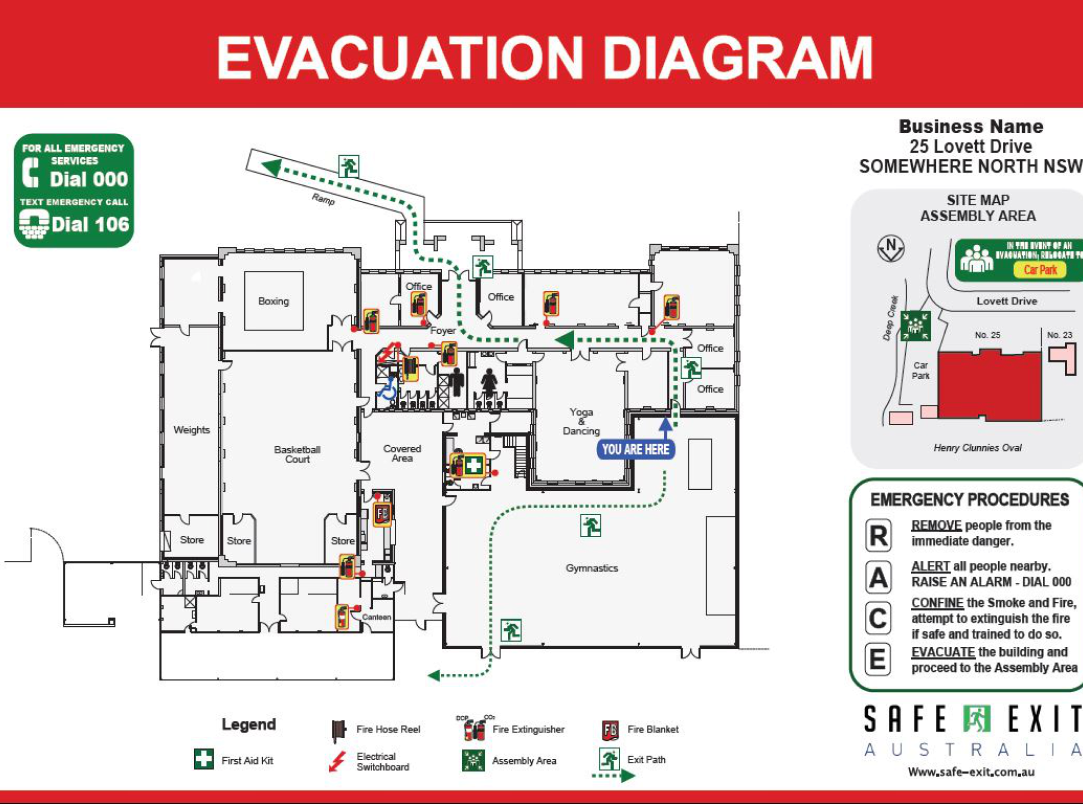 EVACUATION DIAGRAM
FOR ALL EMERGENCY
SERVICES
Dial 000
TEXT EMERGENCY CALL
Dial 106
Business Name
25 Lovett Drive
SOMEWHERE NORTH NSW
SITE MAP
ASSEMBLY AREA
N
IN THE EVENT OF AN
EVACUATION, RELOCATE TO
Car Park
Lovett Drive
Deep Creek
No. 25
No. 23
Car
Park
Henry Clunnies Oval
Ramp
Office
Office
Boxing
Foyer
Office
Office
Weights
Basketball
Court
Covered
Area
Yoga
&
Dancing
YOU ARE HERE
FB
Store
Store
Store
Gymnastics
Canteen
EMERGENCY PROCEDURES
R
REMOVE people from the
immediate danger.
A
ALERT all people nearby.
RAISE AN ALARM - DIAL 000
C
CONFINE the Smoke and Fire,
attempt to extinguish the fire
if safe and trained to do so.
E
EVACUATE the building and
proceed to the Assembly Area
Legend
Fire Hose Reel
DCP CO2
Fire Extinguisher
FB
Fire Blanket
First Aid Kit
Electrical
Switchboard
Assembly Area
Exit Path
SAFE EXIT
AUSTRALIA
Www.safe-exit.com.au